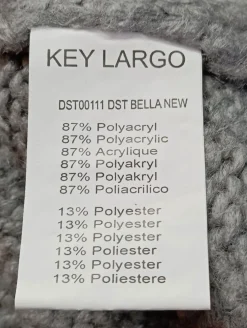 KEY LARGO
DST00111 DST BELLA NEW
87% Polyacryl
87% Polyacrylic
87% Acrylique
87% Polyakryl
87% Polyakryl
87% Poliacrilico
13% Polyester
13% Polyester
13% Polyester
13% Poliester
13% Polyester
13% Poliestere